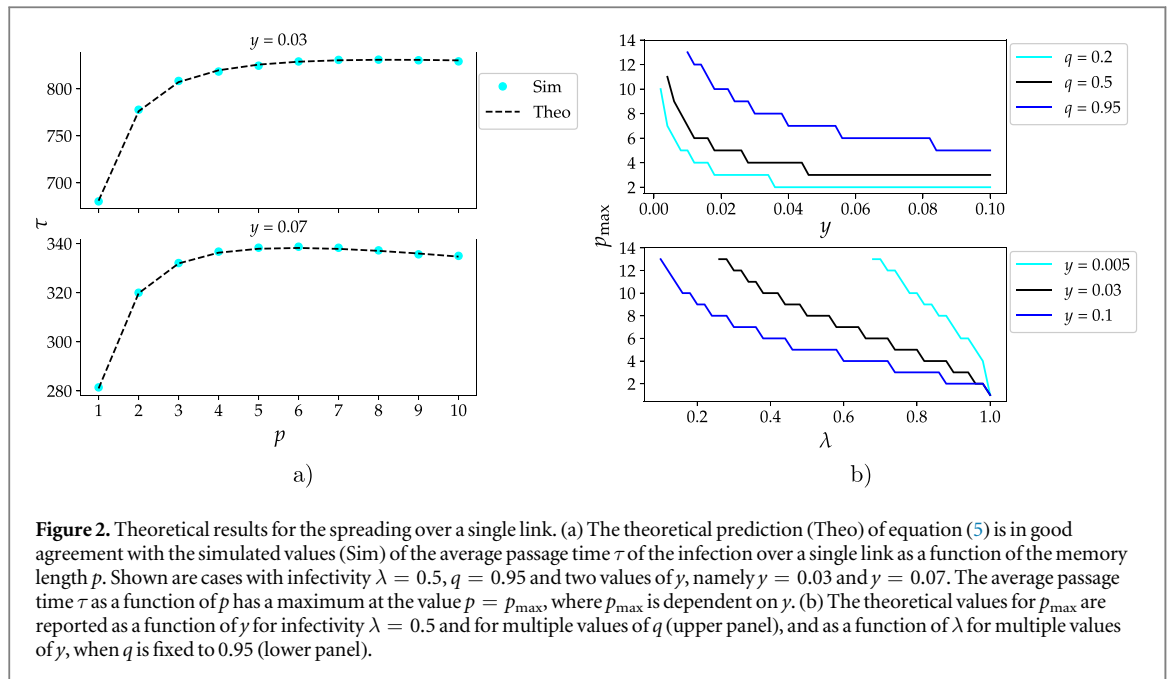 y = 0.03
800
750
700
Sim
Theo
τ
y = 0.07
340
320
300
280
1 2 3 4 5 6 7 8 9 10
p
a)
14
12
10
8
6
4
2
0.00 0.02 0.04 0.06 0.08 0.10
y
q = 0.2
q = 0.5
q = 0.95
p_max
14
12
10
8
6
4
2
0.2 0.4 0.6 0.8 1.0
λ
y = 0.005
y = 0.03
y = 0.1
b)
Figure 2. Theoretical results for the spreading over a single link. (a) The theoretical prediction (Theo) of equation (5) is in good
agreement with the simulated values (Sim) of the average passage time τ of the infection over a single link as a function of the memory
length p. Shown are cases with infectivity λ = 0.5, q = 0.95 and two values of y, namely y = 0.03 and y = 0.07. The average passage
time τ as a function of p has a maximum at the value p = p_max, where p_max is dependent on y. (b) The theoretical values for p_max are
reported as a function of y for infectivity λ = 0.5 and for multiple values of q (upper panel), and as a function of λ for multiple values
of y, when q is fixed to 0.95 (lower panel).